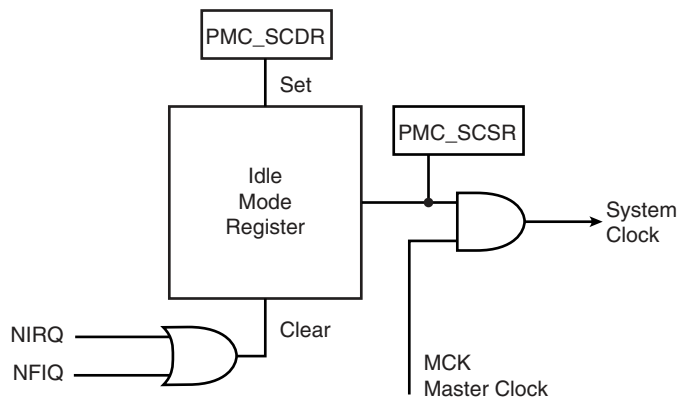 PMC_SCDR
Set
PMC_SCSR
Idle
Mode
Register
System
Clock
Clear
NIRQ
NFIQ
MCK
Master Clock